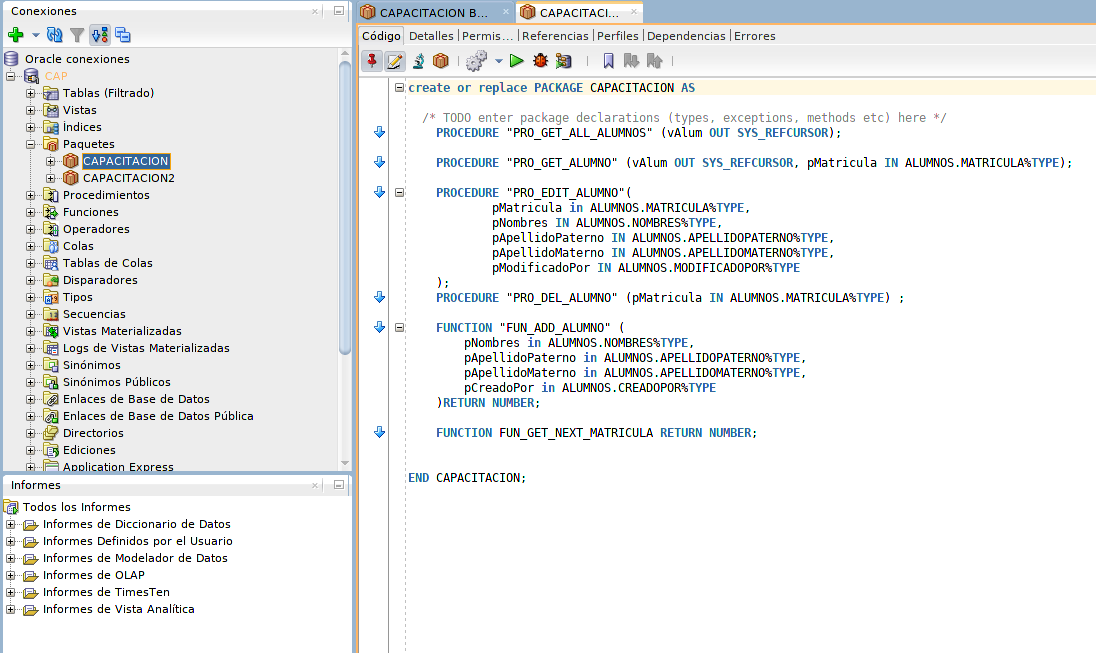 Conexiones
Oracle conexiones
CAP
Tablas (Filtrado)
Vistas
Índices
Paquetes
CAPACITACION
CAPACITACION2
Procedimientos
Funciones
Operadores
Colas
Tablas de Colas
Disparadores
Tipos
Secuencias
Vistas Materializadas
Logs de Vistas Materializadas
Sinónimos
Sinónimos Públicos
Enlaces de Base de Datos
Enlaces de Base de Datos Pública
Directorios
Ediciones
Application Express
Informes
Todos los Informes
Informes de Diccionario de Datos
Informes Definidos por el Usuario
Informes de Modelador de Datos
Informes de OLAP
Informes de TimesTen
Informes de Vista Analítica
CAPACITACION B... CAPACITACI...
Código Detalles Permis... Referencias Perfiles Dependencias Errores
create or replace PACKAGE CAPACITACION AS
/* TODO enter package declarations (types, exceptions, methods etc) here */
PROCEDURE "PRO_GET_ALL_ALUMNOS" (vAlum OUT SYS_REFCURSOR);
PROCEDURE "PRO_GET_ALUMNO" (vAlum OUT SYS_REFCURSOR, pMatricula IN ALUMNOS.MATRICULA%TYPE);
PROCEDURE "PRO_EDIT_ALUMNO"(
pMatricula in ALUMNOS.MATRICULA%TYPE,
pNombres IN ALUMNOS.NOMBRES%TYPE,
pApellidoPaterno IN ALUMNOS.APELLIDOPATERNO%TYPE,
pApellidoMaterno IN ALUMNOS.APELLIDOMATERNO%TYPE,
pModificadoPor IN ALUMNOS.MODIFICADOPOR%TYPE
);
PROCEDURE "PRO_DEL_ALUMNO" (pMatricula IN ALUMNOS.MATRICULA%TYPE) ;
FUNCTION "FUN_ADD_ALUMNO" (
pNombres in ALUMNOS.NOMBRES%TYPE,
pApellidoPaterno in ALUMNOS.APELLIDOPATERNO%TYPE,
pApellidoMaterno in ALUMNOS.APELLIDOMATERNO%TYPE,
pCreadoPor in ALUMNOS.CREADOPOR%TYPE
)RETURN NUMBER;
FUNCTION FUN_GET_NEXT_MATRICULA RETURN NUMBER;
END CAPACITACION;